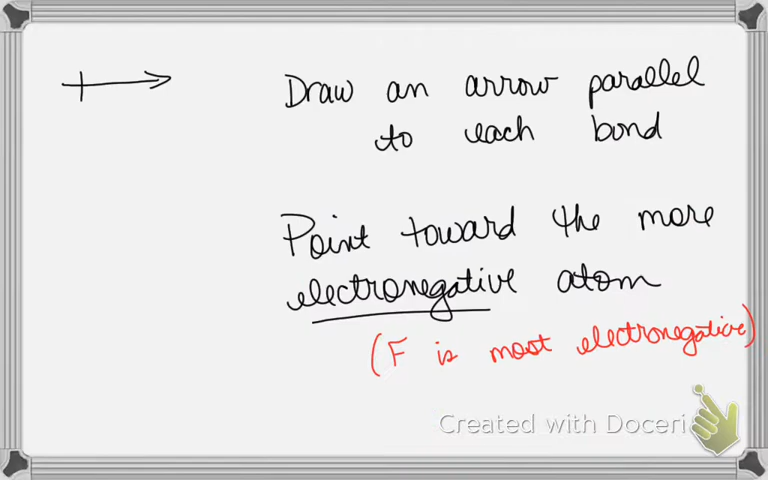 Draw an arrow parallel
to each bond
Point toward the more
electronegative atom
(F is most electronegative)
Created with Doceri